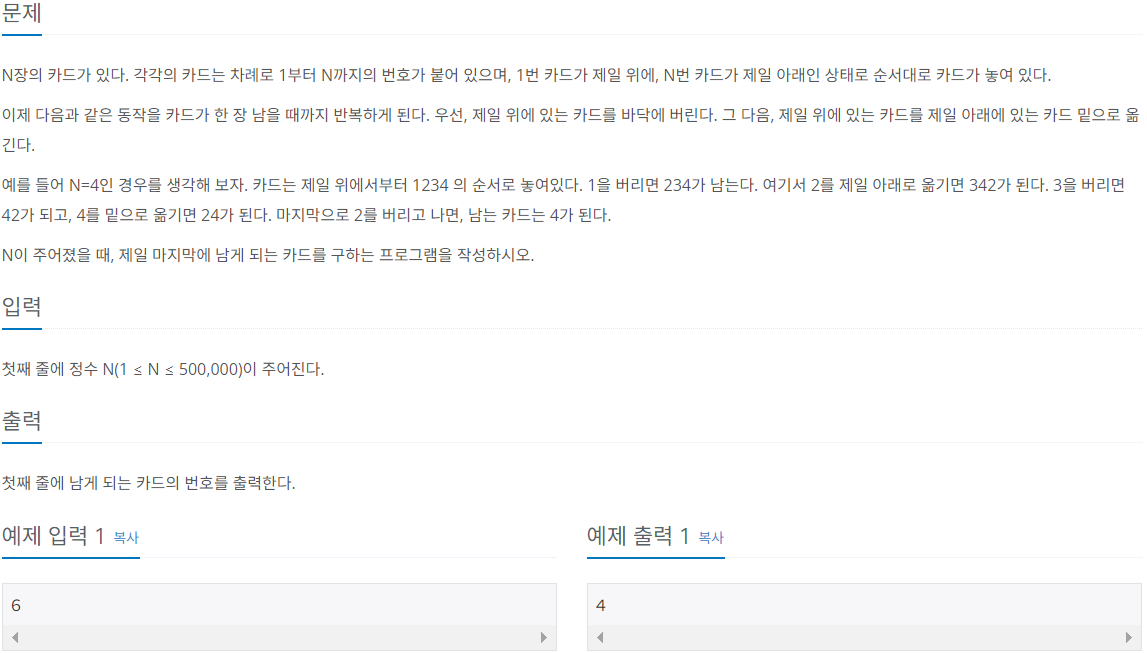 문제
N장의 카드가 있다. 각각의 카드는 차례로 1부터 N까지의 번호가 붙어 있으며, 1번 카드가 제일 위에, N번 카드가 제일 아래인 상태로 순서대로 카드가 놓여 있다.
이제 다음과 같은 동작을 카드가 한 장 남을 때까지 반복하게 된다. 우선, 제일 위에 있는 카드를 바닥에 버린다. 그 다음, 제일 위에 있는 카드를 제일 아래에 있는 카드 밑으로 옮
긴다.
예를 들어 N=4인 경우를 생각해 보자. 카드는 제일 위에서부터 1234 의 순서로 놓여있다. 1을 버리면 234가 남는다. 여기서 2를 제일 아래로 옮기면 342가 된다. 3을 버리면
42가 되고, 4를 밑으로 옮기면 24가 된다. 마지막으로 2를 버리고 나면, 남는 카드는 4가 된다.
N이 주어졌을 때, 제일 마지막에 남게 되는 카드를 구하는 프로그램을 작성하시오.
입력
첫째 줄에 정수 N(1 ≤ N ≤ 500,000)이 주어진다.
출력
첫째 줄에 남게 되는 카드의 번호를 출력한다.
예제 입력 1 복사
예제 출력 1 복사
6
4